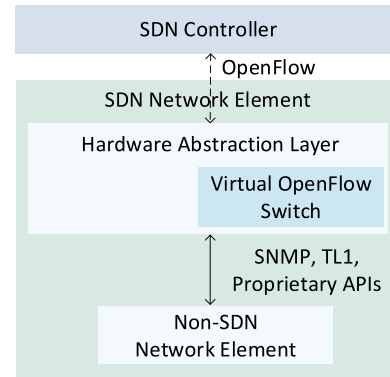 SDN Controller
OpenFlow
SDN Network Element
Hardware Abstraction Layer
Virtual OpenFlow
Switch
SNMP, TL1,
Proprietary APIs
Non-SDN
Network Element